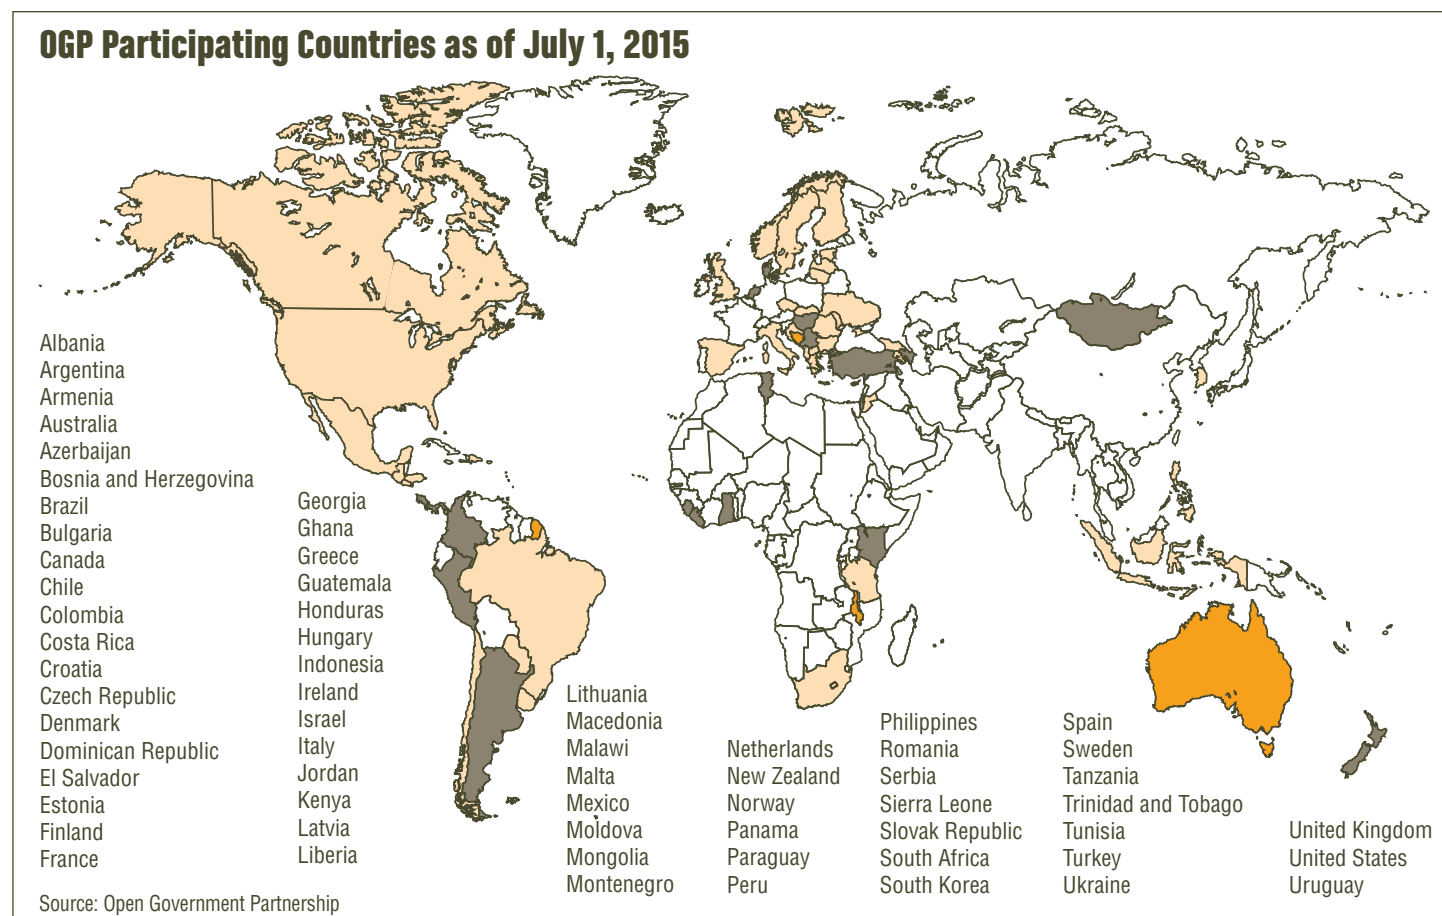 OGP Participating Countries as of July 1, 2015
Albania
Argentina
Armenia
Australia
Azerbaijan
Bosnia and Herzegovina
Brazil
Bulgaria
Canada
Chile
Colombia
Costa Rica
Croatia
Czech Republic
Denmark
Dominican Republic
El Salvador
Estonia
Finland
France
Georgia
Ghana
Greece
Guatemala
Honduras
Hungary
Indonesia
Ireland
Israel
Italy
Jordan
Kenya
Latvia
Liberia
Lithuania
Macedonia
Malawi
Malta
Mexico
Moldova
Mongolia
Montenegro
Netherlands
New Zealand
Norway
Panama
Paraguay
Peru
Philippines
Romania
Serbia
Sierra Leone
Slovak Republic
South Africa
South Korea
Spain
Sweden
Tanzania
Trinidad and Tobago
Tunisia
Turkey
Ukraine
United Kingdom
United States
Uruguay
Source: Open Government Partnership